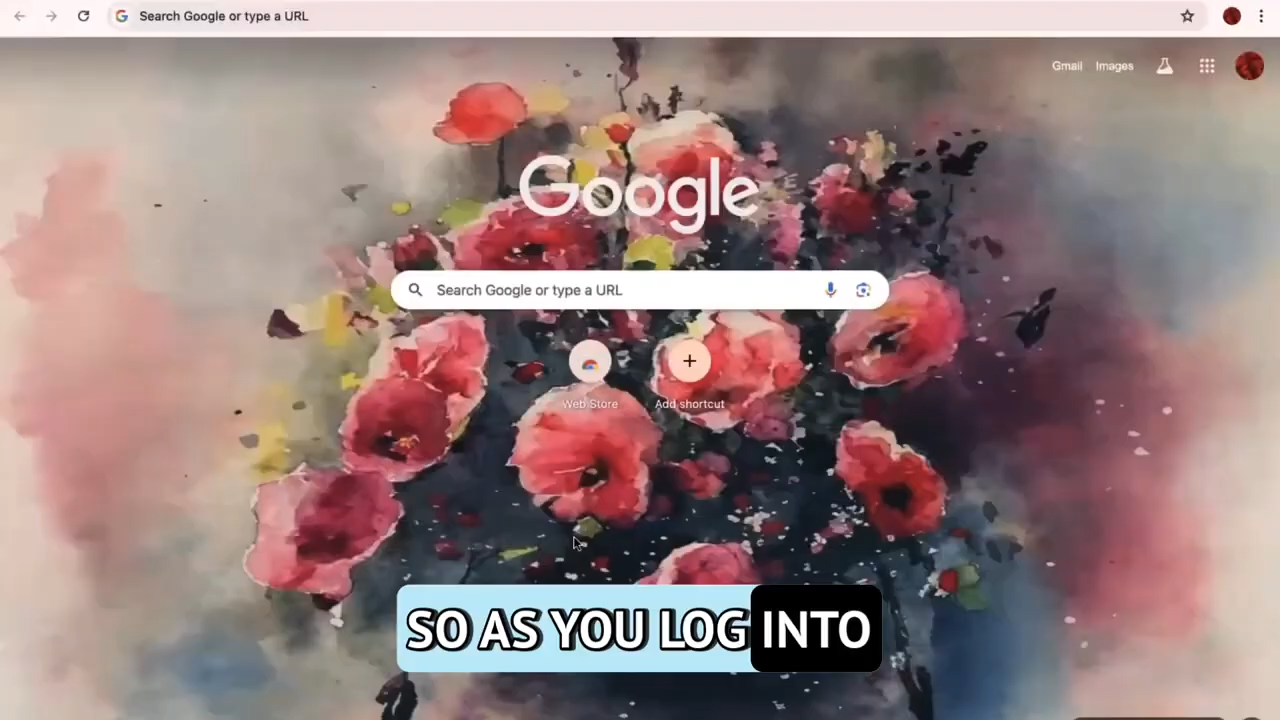 Search Google or type a URL
Gmail Images
Google
Search Google or type a URL
Web Store Add shortcut
SO AS YOU LOG INTO